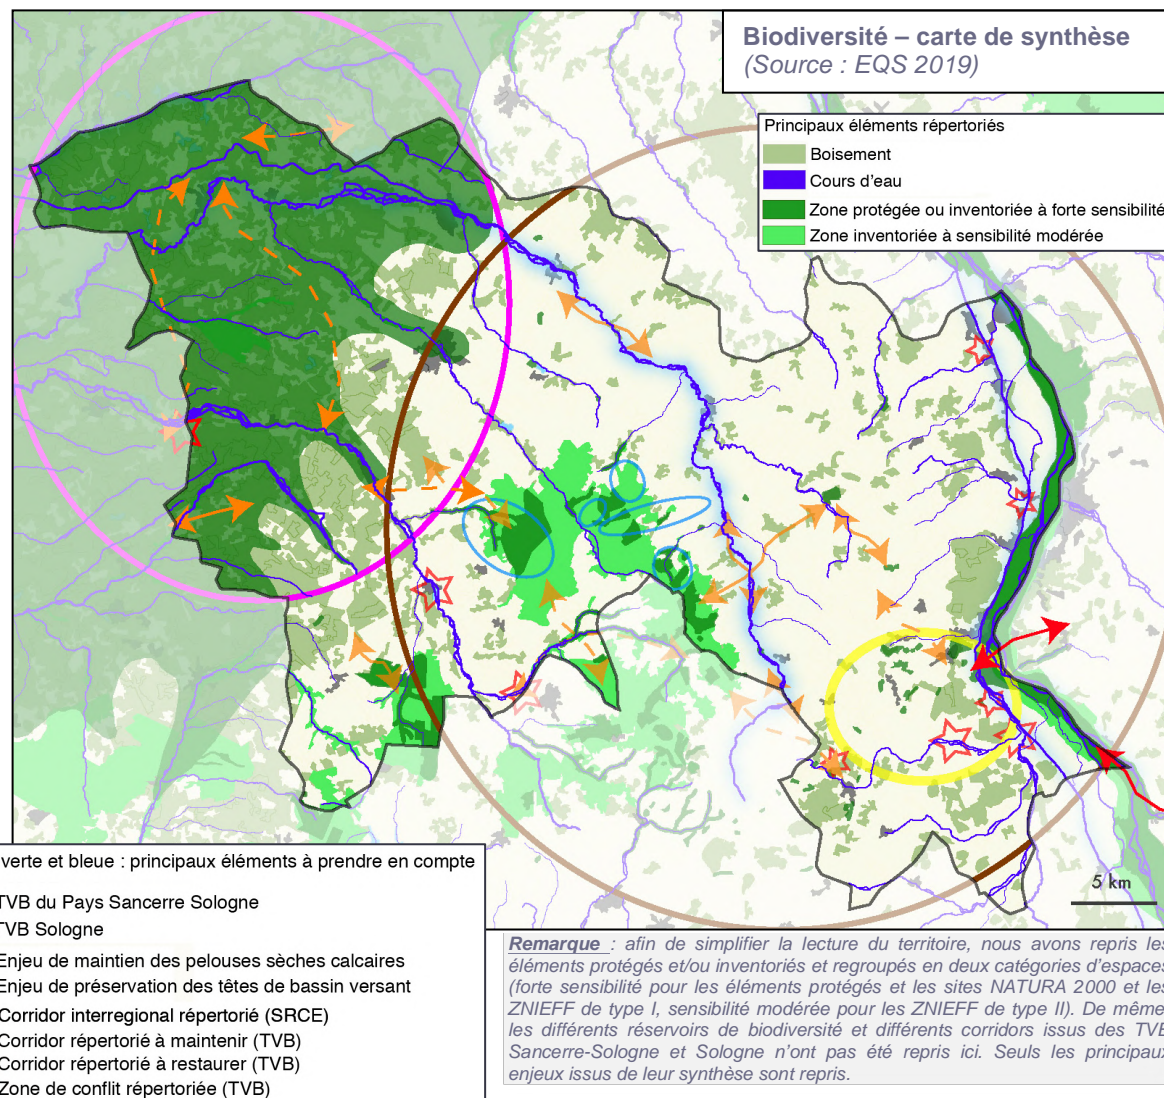 Biodiversité – carte de synthèse
(Source : EQS 2019)
Principaux éléments répertoriés
Boisement
Cours d'eau
Zone protégée ou inventoriée à forte sensibilité
Zone inventoriée à sensibilité modérée
5 km
verte et bleue : principaux éléments à prendre en compte
TVB du Pays Sancerre Sologne
TVB Sologne
Enjeu de maintien des pelouses sèches calcaires
Enjeu de préservation des têtes de bassin versant
Corridor interregional répertorié (SRCE)
Corridor répertorié à maintenir (TVB)
Corridor répertorié à restaurer (TVB)
Zone de conflit répertoriée (TVB)
Remarque : afin de simplifier la lecture du territoire, nous avons repris les
éléments protégés et/ou inventoriés et regroupés en deux catégories d'espaces
(forte sensibilité pour les éléments protégés et les sites NATURA 2000 et les
ZNIEFF de type I, sensibilité modérée pour les ZNIEFF de type II). De même,
les différents réservoirs de biodiversité et différents corridors issus des TVB
Sancerre-Sologne et Sologne n'ont pas été repris ici. Seuls les principaux
enjeux issus de leur synthèse sont repris.